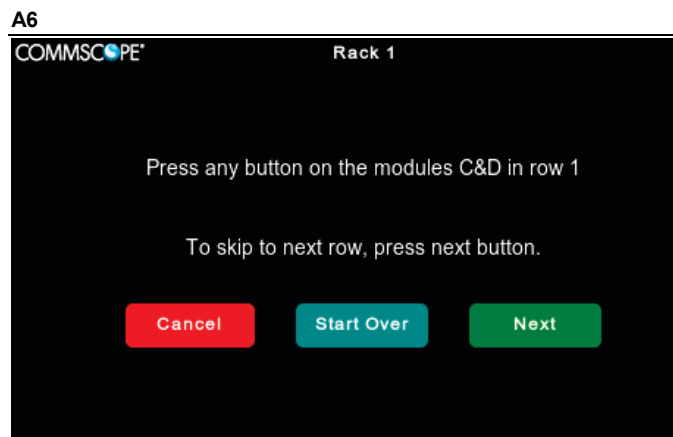 A6
COMMSCOPE® Rack 1
Press any button on the modules C&D in row 1
To skip to next row, press next button.
Cancel Start Over Next